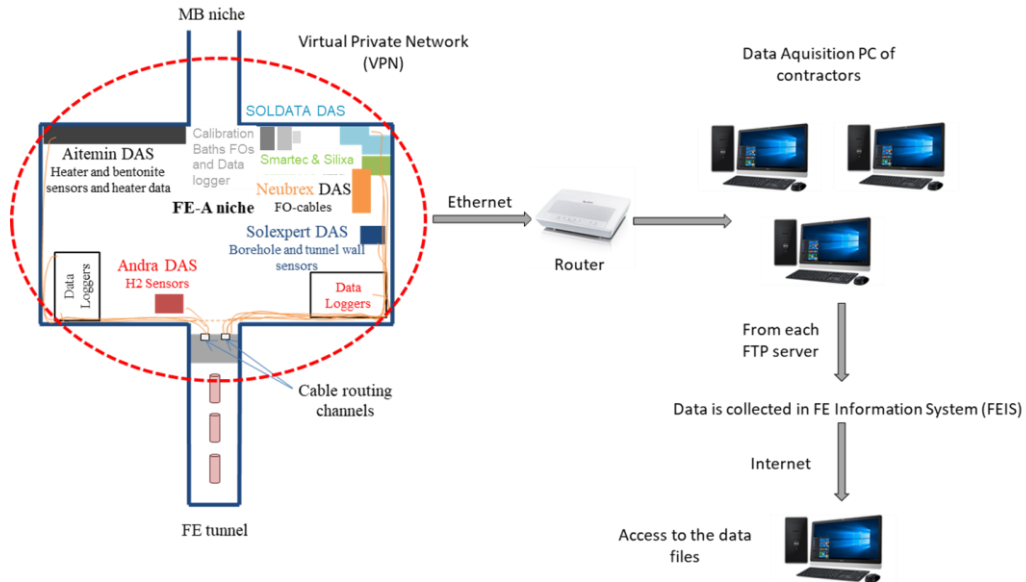 MB niche
Virtual Private Network
(VPN)
Data Aquisition PC of
contractors
SOLDATA DAS
Calibration
Baths FOs
and Data
logger
Aitemin DAS
Heater and bentonite
sensors and heater data
Smartec & Silixa
Neubrex DAS
FO-cables
FE-A niche
Solexpert DAS
Borehole and tunnel wall
sensors
Ethernet
Router
Data
Loggers
Andra DAS
H2 Sensors
Data
Loggers
Cable routing
channels
FE tunnel
From each
FTP server
Data is collected in FE Information System (FEIS)
Internet
Access to the data
files